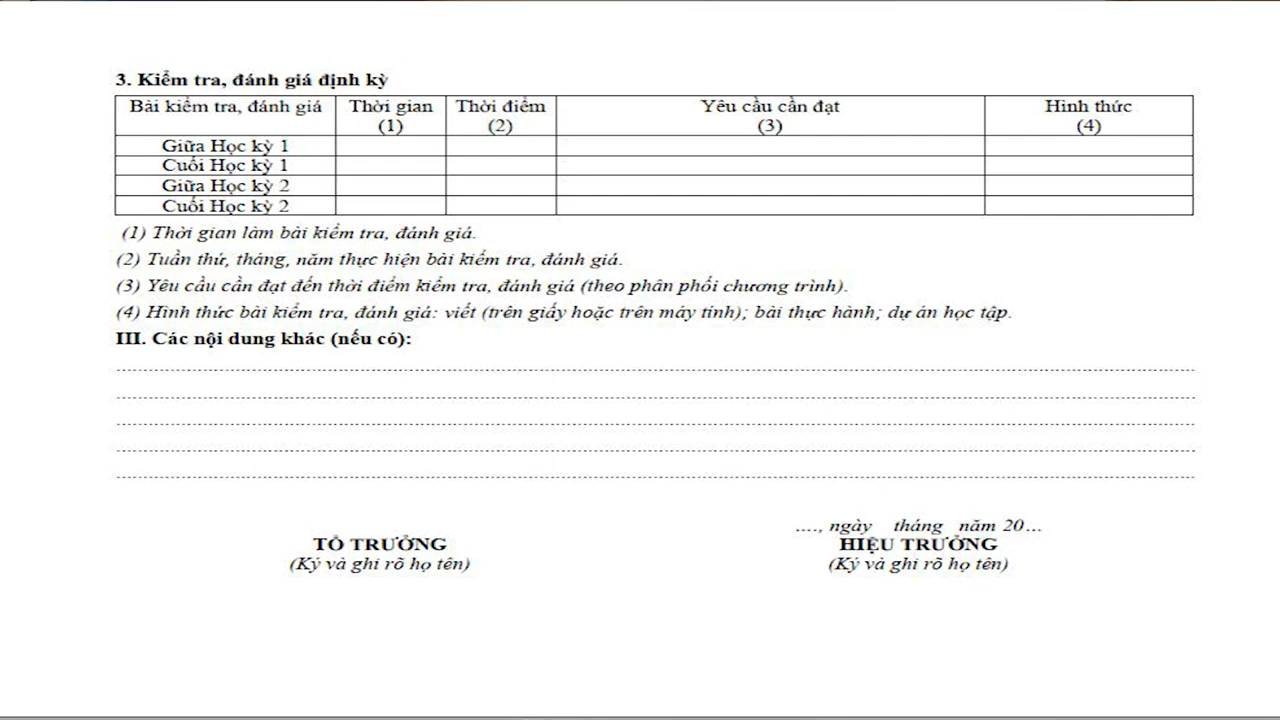 3. Kiểm tra, đánh giá định kỳ
Bài kiểm tra, đánh giá Thời gian (1) Thời điểm (2) Yêu cầu cần đạt (3) Hình thức (4)
Giữa Học kỳ 1
Cuối Học kỳ 1
Giữa Học kỳ 2
Cuối Học kỳ 2
(1) Thời gian làm bài kiểm tra, đánh giá.
(2) Tuần thứ, tháng, năm thực hiện bài kiểm tra, đánh giá.
(3) Yêu cầu cần đạt đến thời điểm kiểm tra, đánh giá (theo phân phối chương trình).
(4) Hình thức bài kiểm tra, đánh giá: viết (trên giấy hoặc trên máy tính); bài thực hành; dự án học tập.
III. Các nội dung khác (nếu có):
...., ngày tháng năm 20…
TỔ TRƯỞNG HIỆU TRƯỞNG
(Ký và ghi rõ họ tên) (Ký và ghi rõ họ tên)